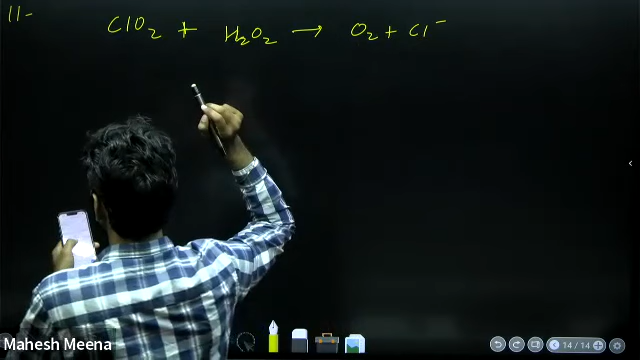 11-
ClO2 + H2O2 → O2 + Cl⁻
Mahesh Meena
14 / 14